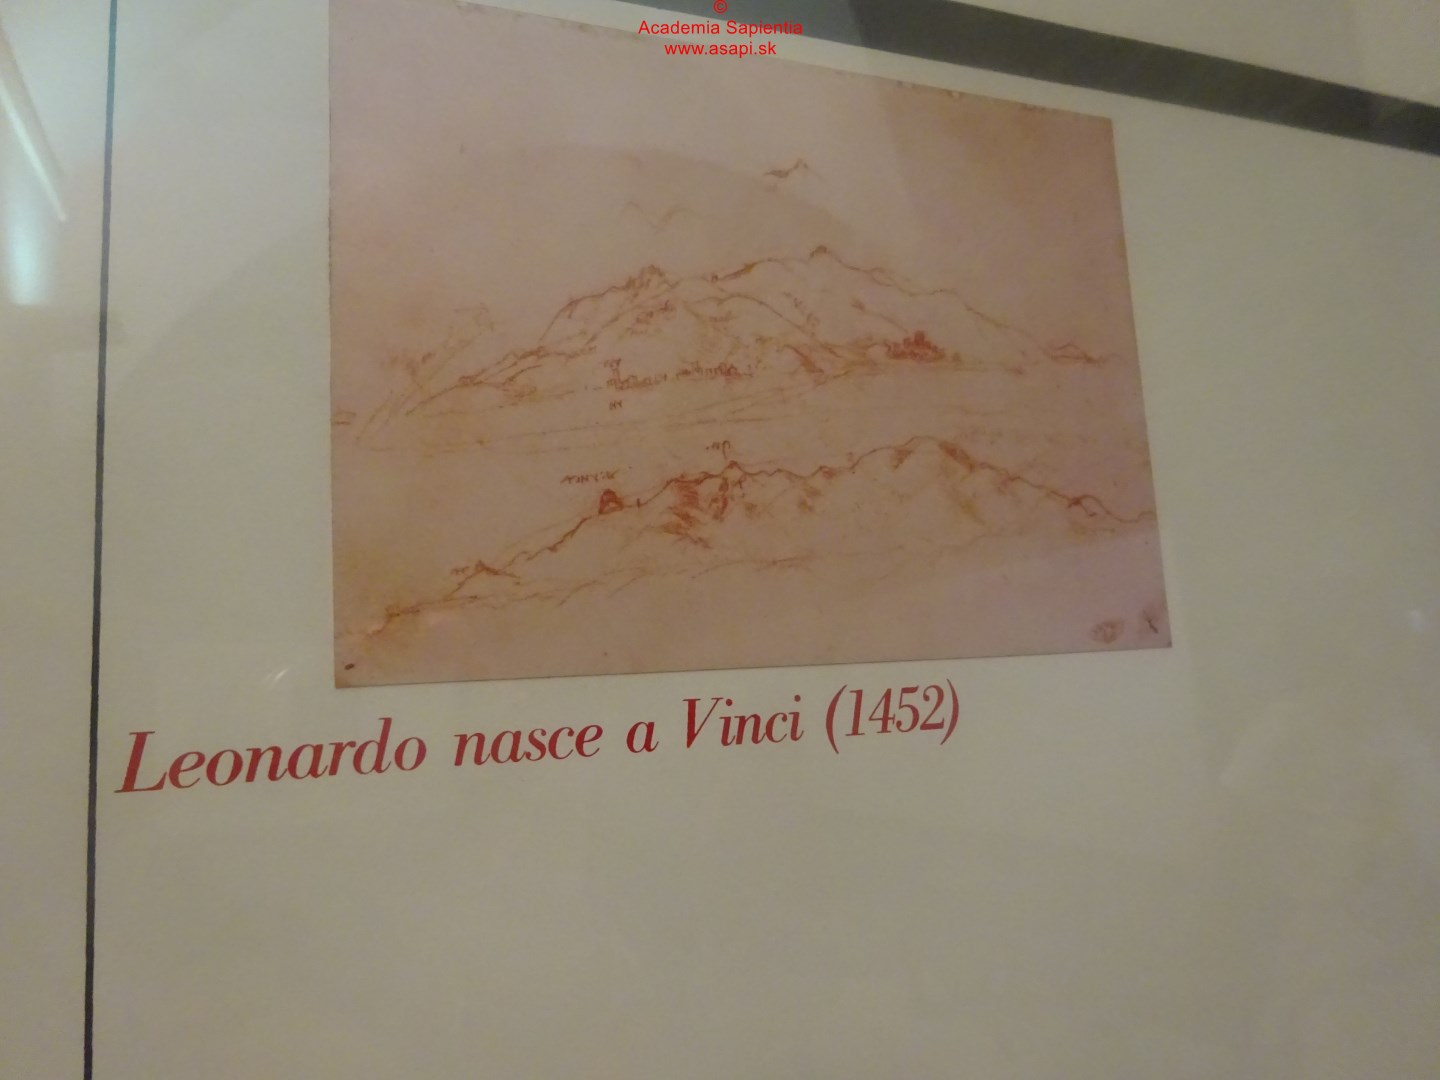 ©
Academia Sapientia
www.asapi.sk
Leonardo nasce a Vinci (1452)